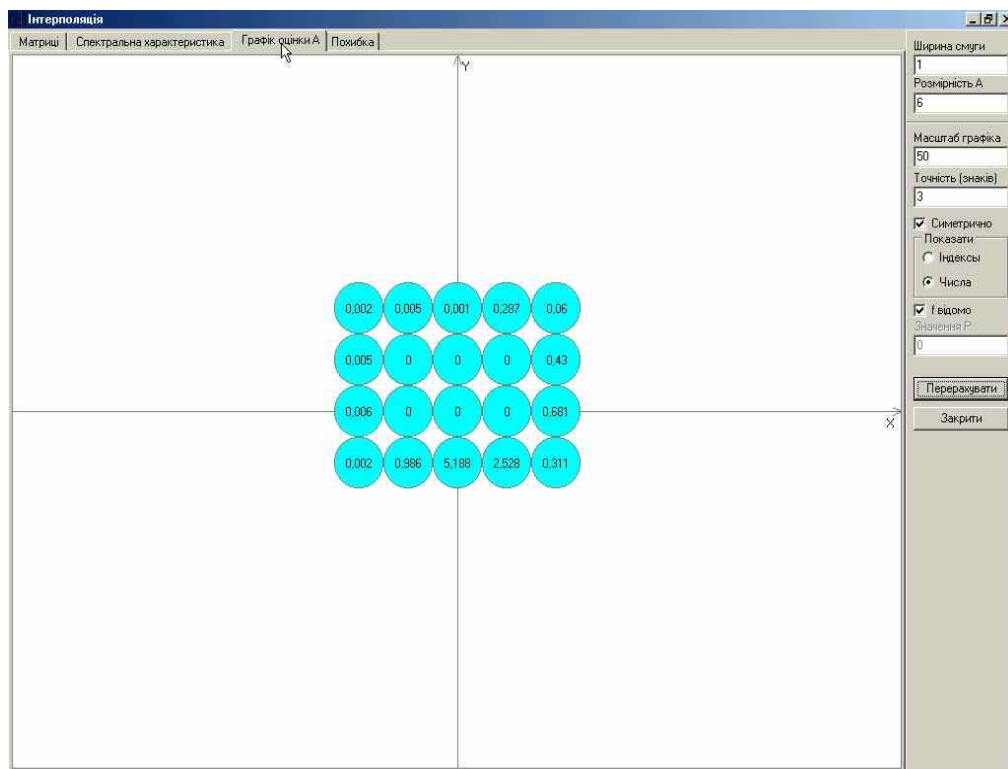 Інтерполяція
Матриці Спектральна характеристика Графік оцінки А Похибка
Y
X
0,002 0,005 0,001 0,287 0,06
0,005 0 0 0 0,43
0,006 0 0 0 0,681
0,002 0,986 5,188 2,528 0,311
Ширина смуги
1
Розмірність А
6
Масштаб графіка
50
Точність (знаків)
3
Симетрично
Показати
Індексы
Числа
f відомо
Значення P
0
Перерахувати
Закрити